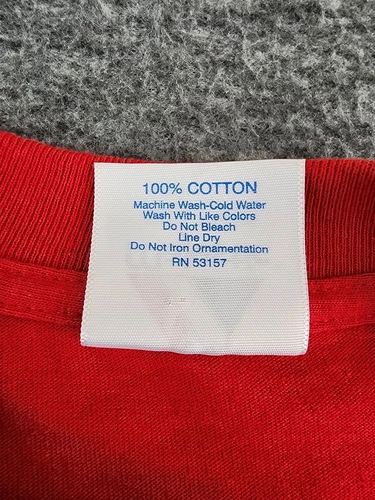 100% COTTON
Machine Wash-Cold Water
Wash With Like Colors
Do Not Bleach
Line Dry
Do Not Iron Ornamentation
RN 53157